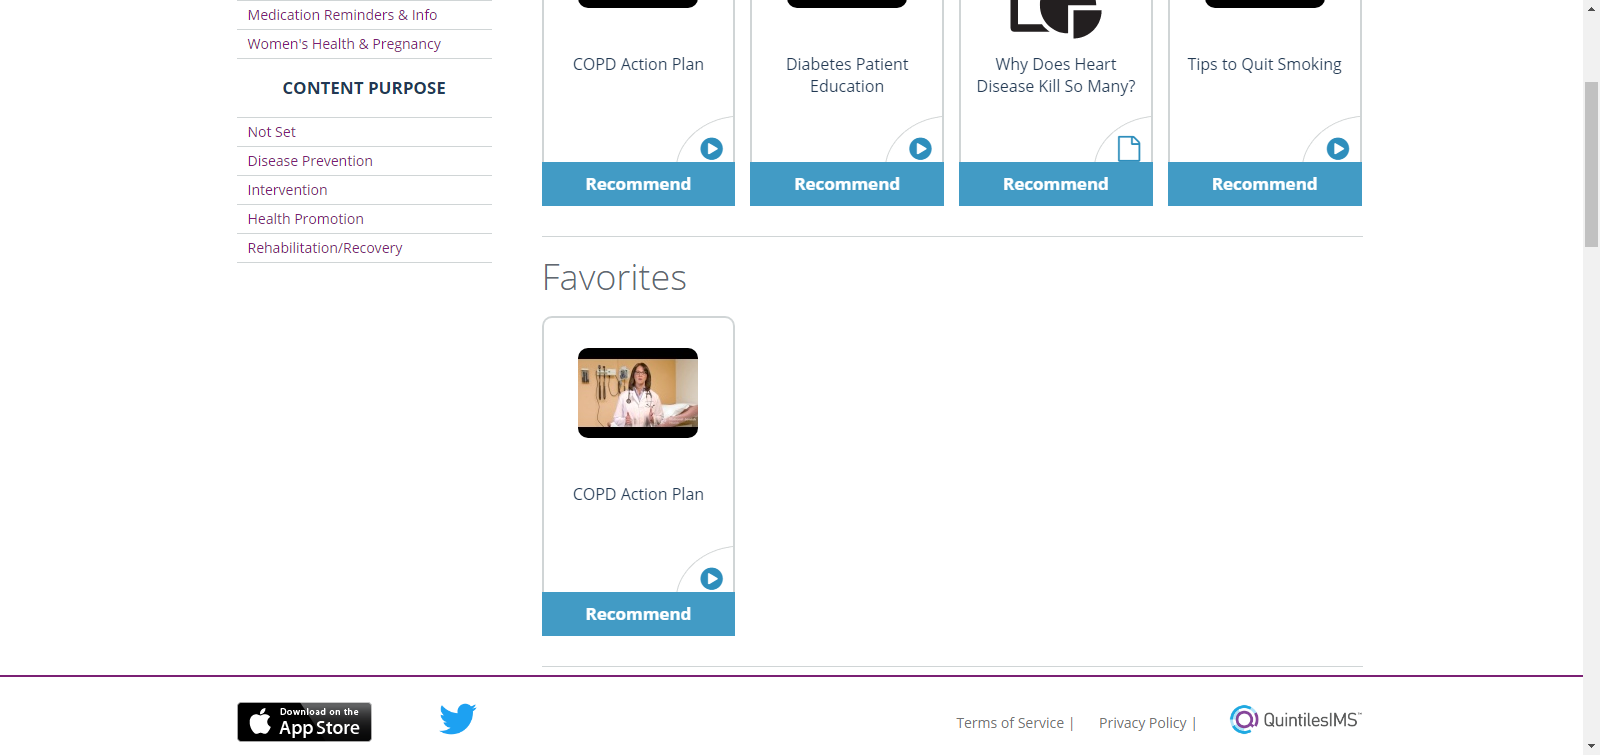 Medication Reminders & Info
Women's Health & Pregnancy
CONTENT PURPOSE
Not Set
Disease Prevention
Intervention
Health Promotion
Rehabilitation/Recovery
COPD Action Plan
Diabetes Patient
Education
Why Does Heart
Disease Kill So Many?
Tips to Quit Smoking
Recommend
Recommend
Recommend
Recommend
Favorites
COPD Action Plan
Recommend
Download on the
App Store
Terms of Service |
Privacy Policy |
QuintilesIMS™